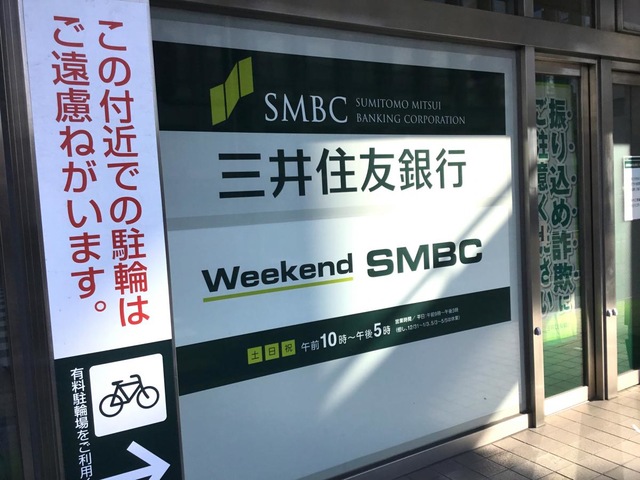 この付近での駐輪は
ご遠慮ねがいます。
有料駐輪場をご利用く
SMBC
SUMITOMO MITSUI
BANKING CORPORATION
三井住友銀行
Weekend SMBC
土 日 祝 午前10時～午後5時
振り込め詐欺に
ご注意ください